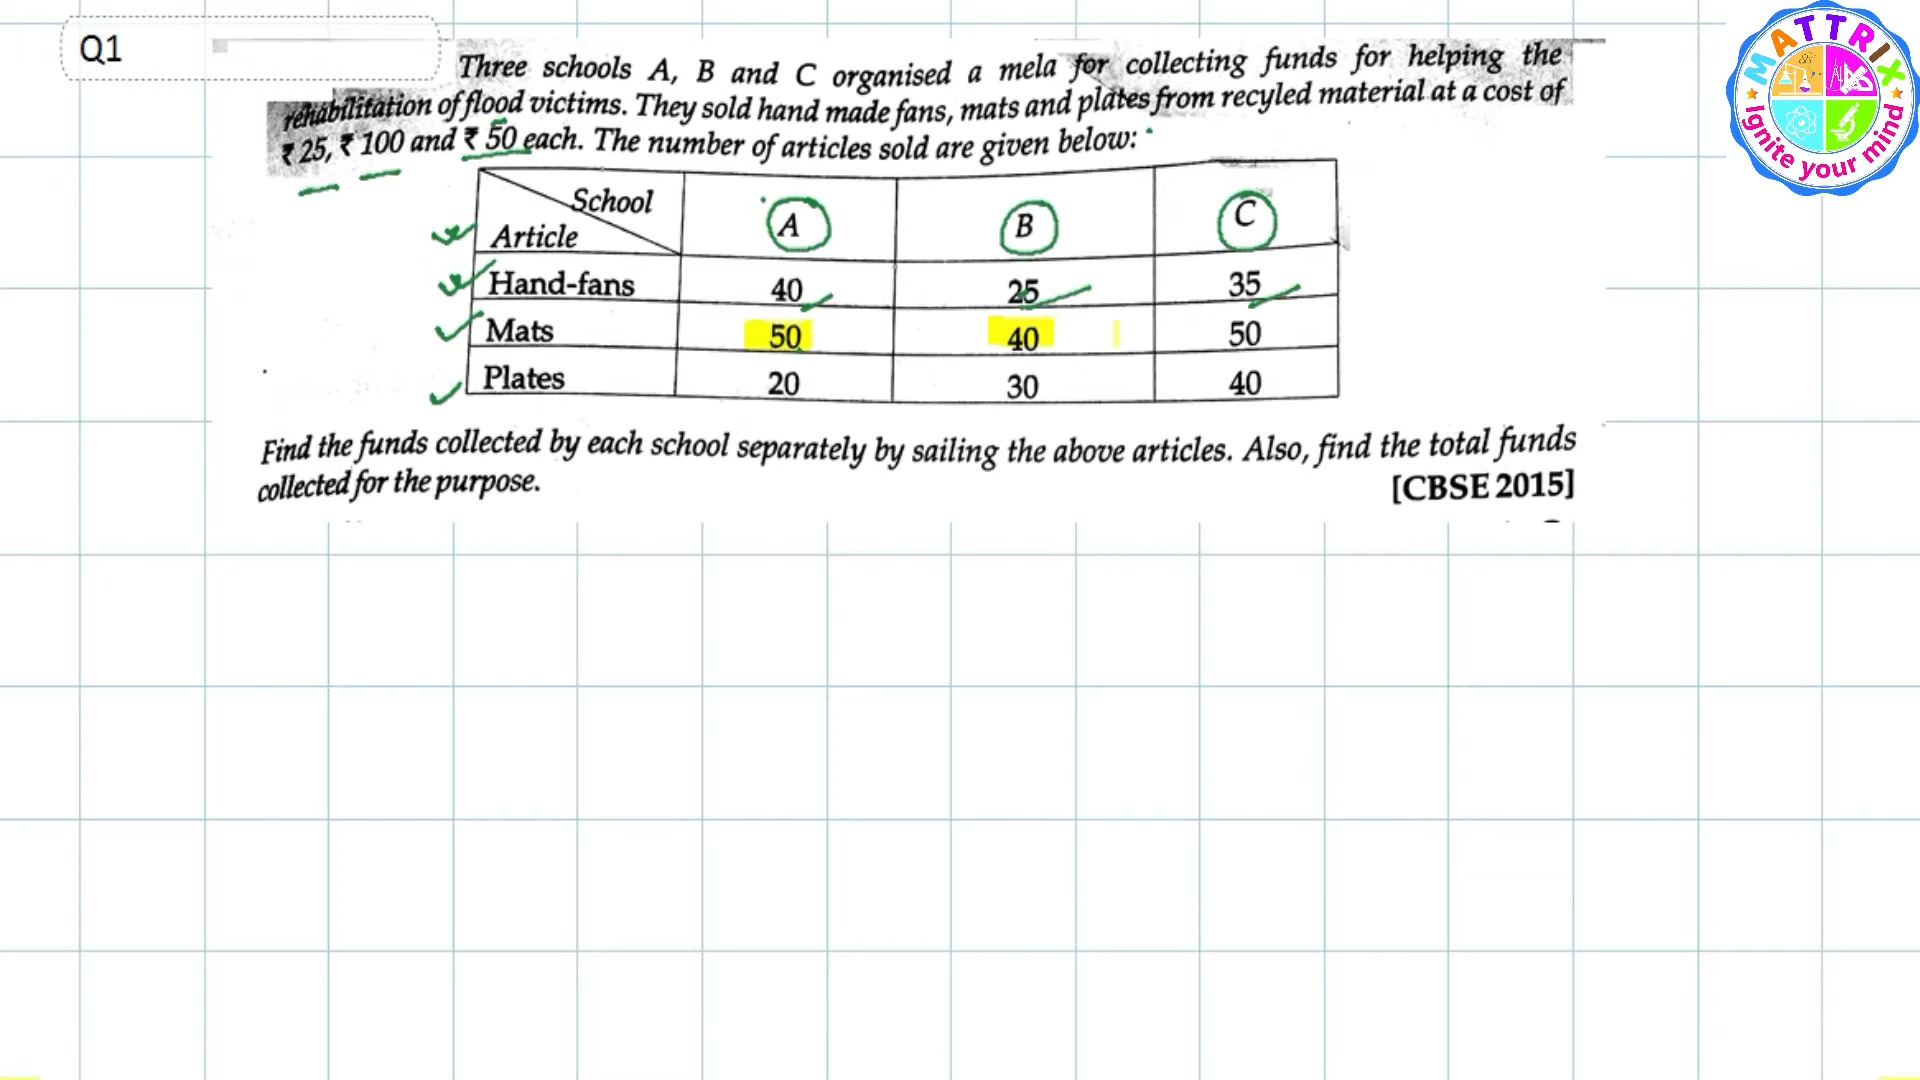 Q1
Three schools A, B and C organised a mela for collecting funds for helping the
rehabilitation of flood victims. They sold hand made fans, mats and plates from recyled material at a cost of
₹ 25, ₹ 100 and ₹ 50 each. The number of articles sold are given below:
School
Article
A
B
C
Hand-fans 40 25 35
Mats 50 40 50
Plates 20 30 40
Find the funds collected by each school separately by sailing the above articles. Also, find the total funds
collected for the purpose.
[CBSE 2015]
MATTRIX
Ignite your mind